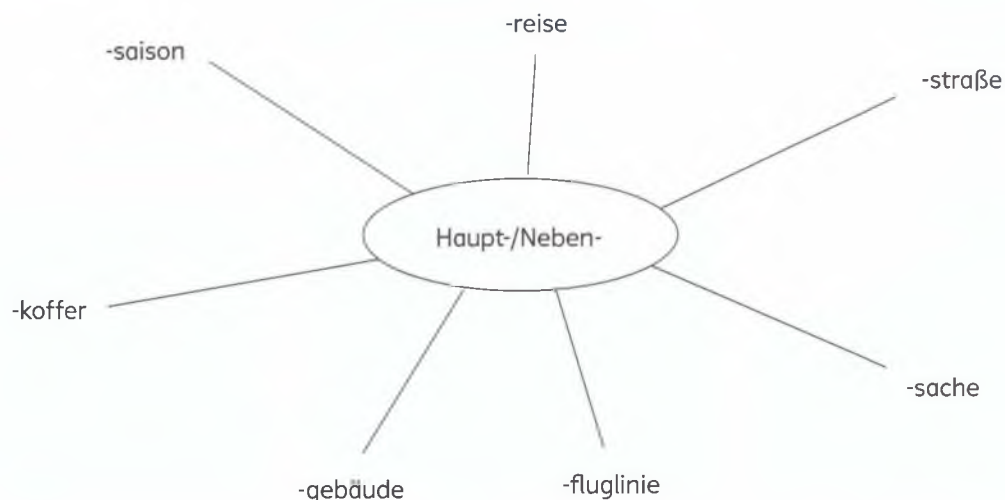 -reise
-saison
-straße
Haupt-/Neben-
-koffer
-sache
-gebäude
-fluglinie